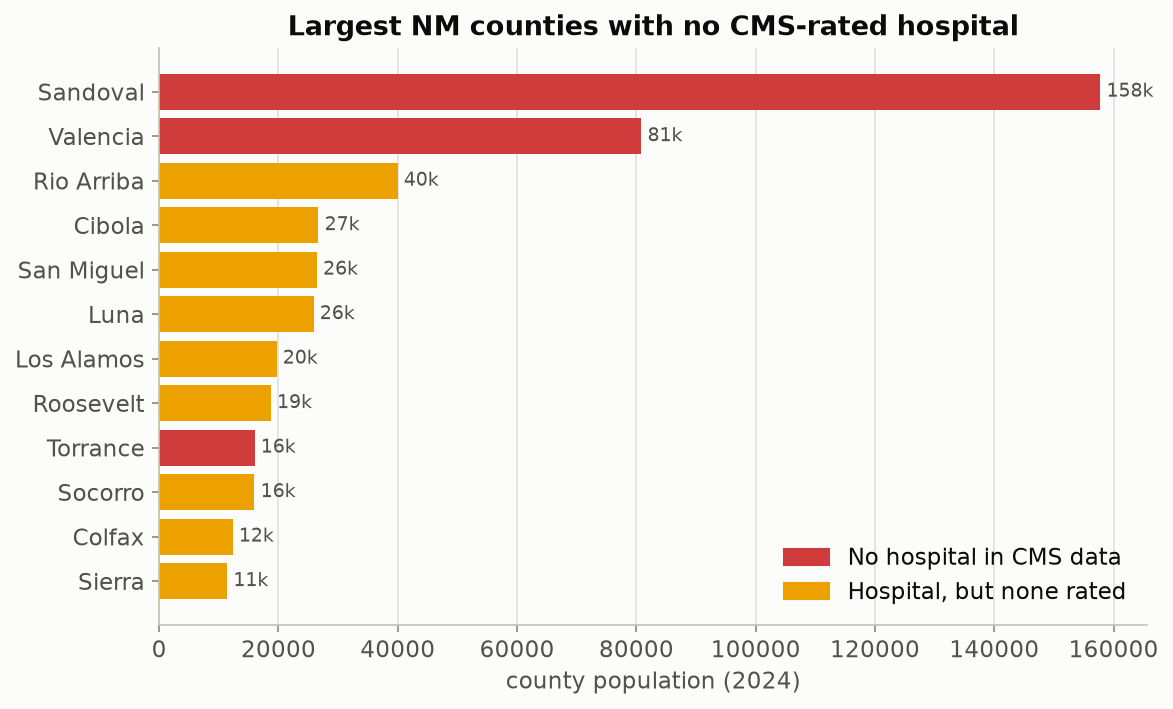 Largest NM counties with no CMS-rated hospital
Sandoval 158k
Valencia 81k
Rio Arriba 40k
Cibola 27k
San Miguel 26k
Luna 26k
Los Alamos 20k
Roosevelt 19k
Torrance 16k
Socorro 16k
Colfax 12k
Sierra 11k
No hospital in CMS data
Hospital, but none rated
0 20000 40000 60000 80000 100000 120000 140000 160000
county population (2024)